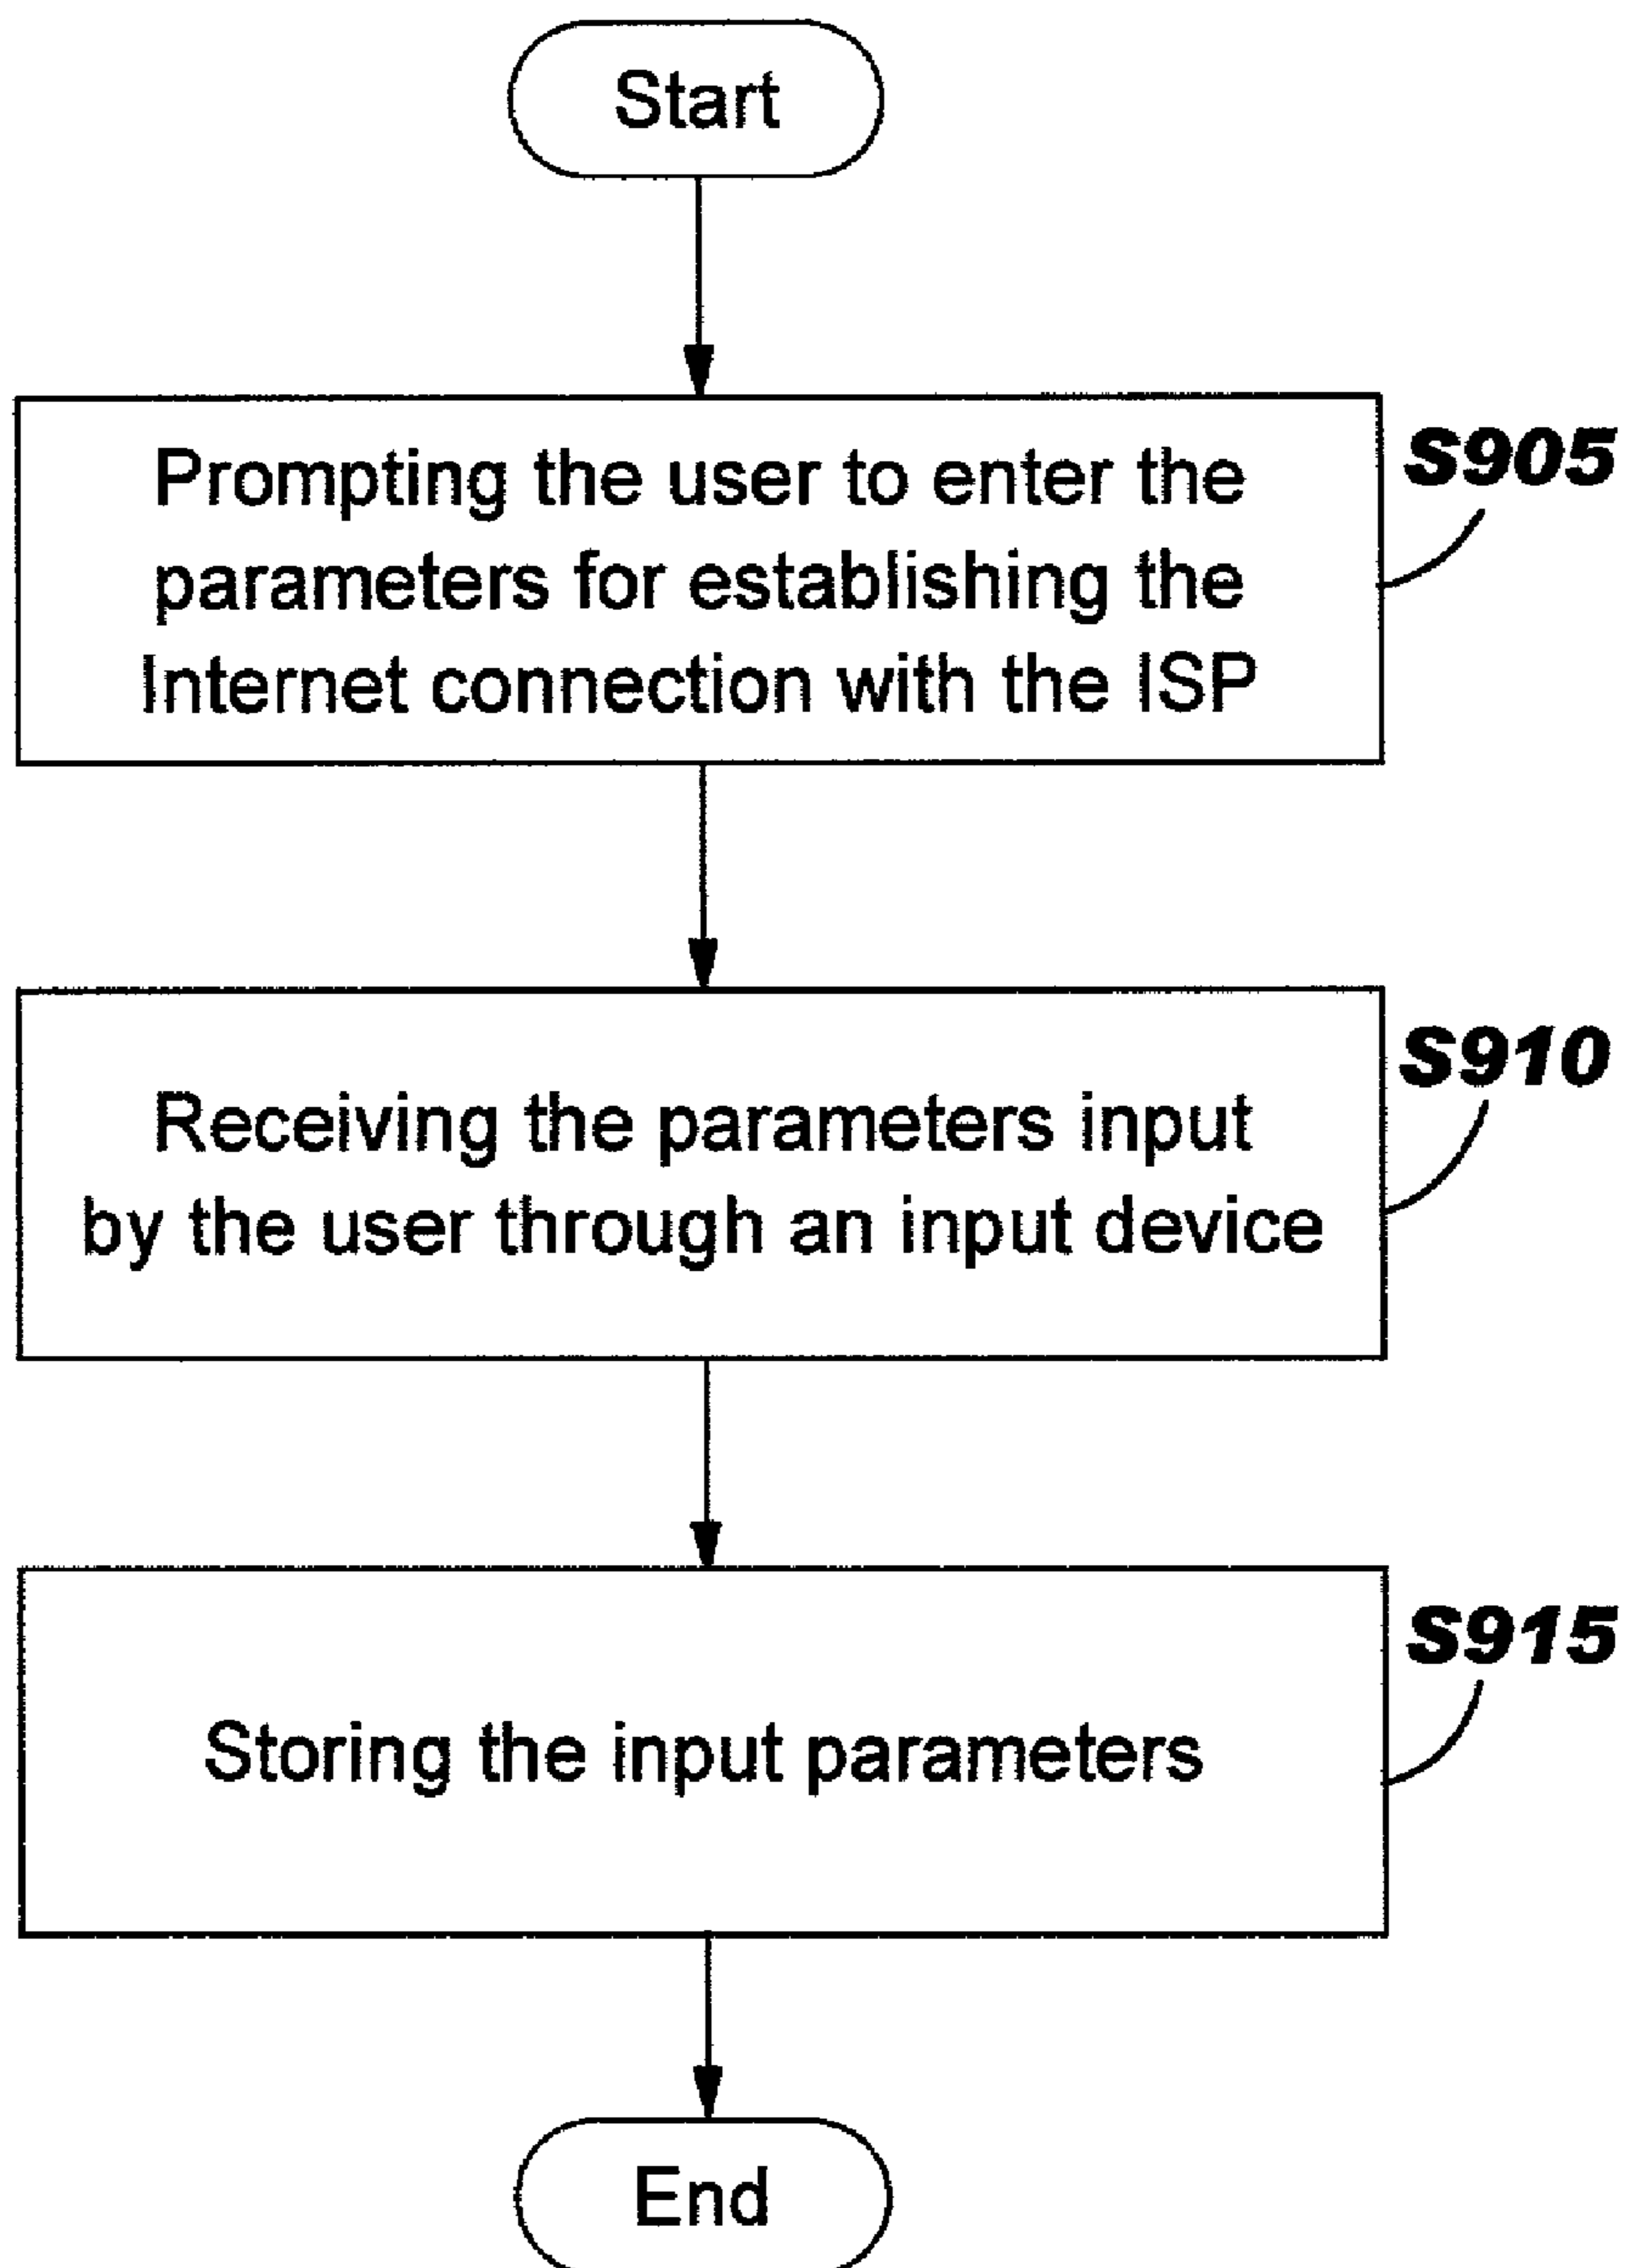 Start
Prompting the user to enter the
parameters for establishing the
Internet connection with the ISP
S905
Receiving the parameters input
by the user through an input device
S910
Storing the input parameters
S915
End